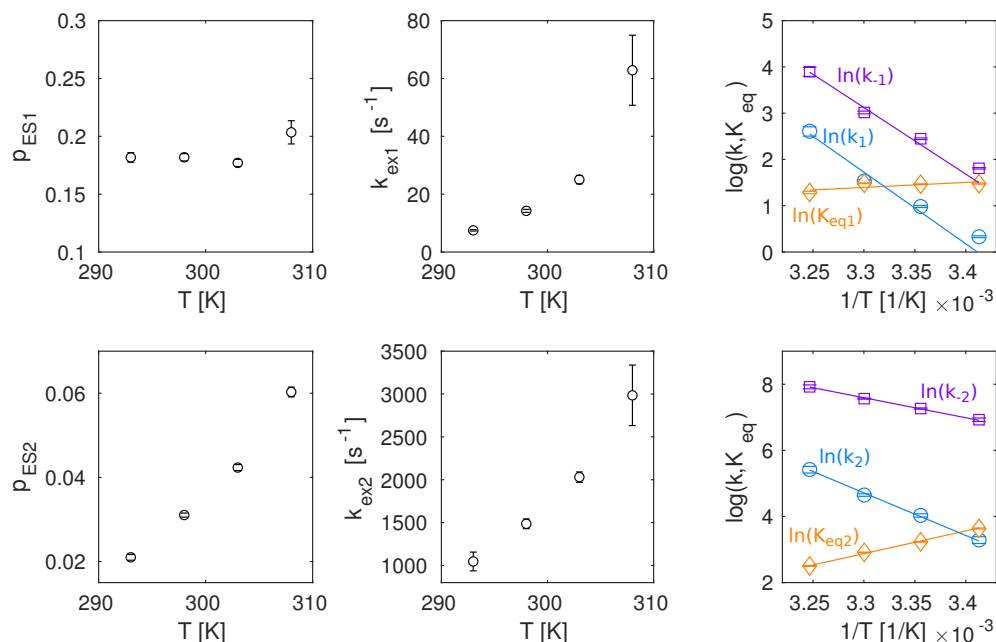 0.3
0.25
0.2
0.15
0.1
p_ES1
290 300 310
T [K]
80
60
40
20
0
k_ex1 [s⁻¹]
290 300 310
T [K]
5
4
3
2
1
0
log(k,K_eq)
ln(k₋₁)
ln(k₁)
ln(K_eq1)
3.25 3.3 3.35 3.4
1/T [1/K] ×10⁻³
0.06
0.04
0.02
p_ES2
290 300 310
T [K]
3500
3000
2500
2000
1500
1000
k_ex2 [s⁻¹]
290 300 310
T [K]
8
6
4
2
log(k,K_eq)
ln(k₋₂)
ln(k₂)
ln(K_eq2)
3.25 3.3 3.35 3.4
1/T [1/K] ×10⁻³